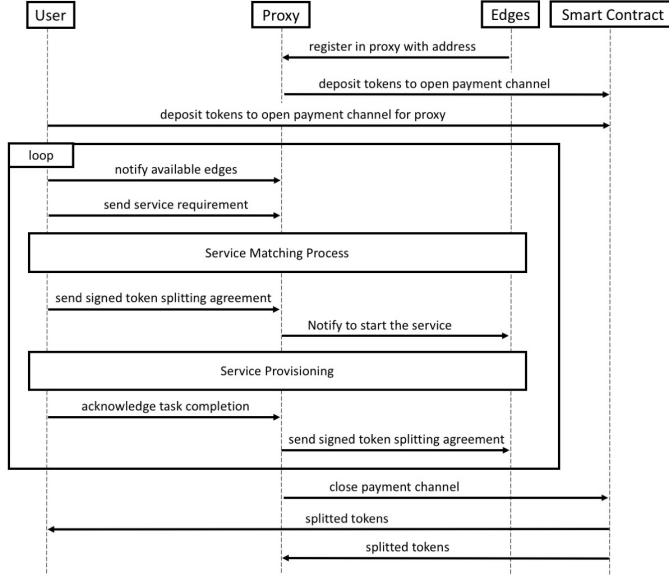 User
Proxy
Edges
Smart Contract
register in proxy with address
deposit tokens to open payment channel
deposit tokens to open payment channel for proxy
loop
notify available edges
send service requirement
Service Matching Process
send signed token splitting agreement
Notify to start the service
Service Provisioning
acknowledge task completion
send signed token splitting agreement
close payment channel
splitted tokens
splitted tokens